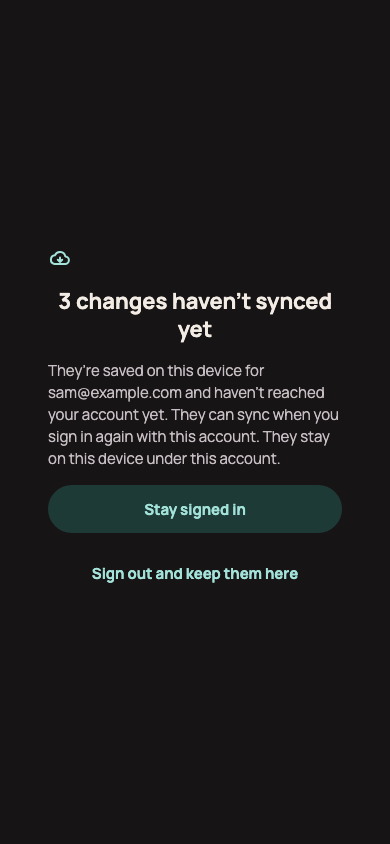 3 changes haven’t synced
yet
They’re saved on this device for
sam@example.com and haven’t reached
your account yet. They can sync when you
sign in again with this account. They stay
on this device under this account.
Stay signed in
Sign out and keep them here